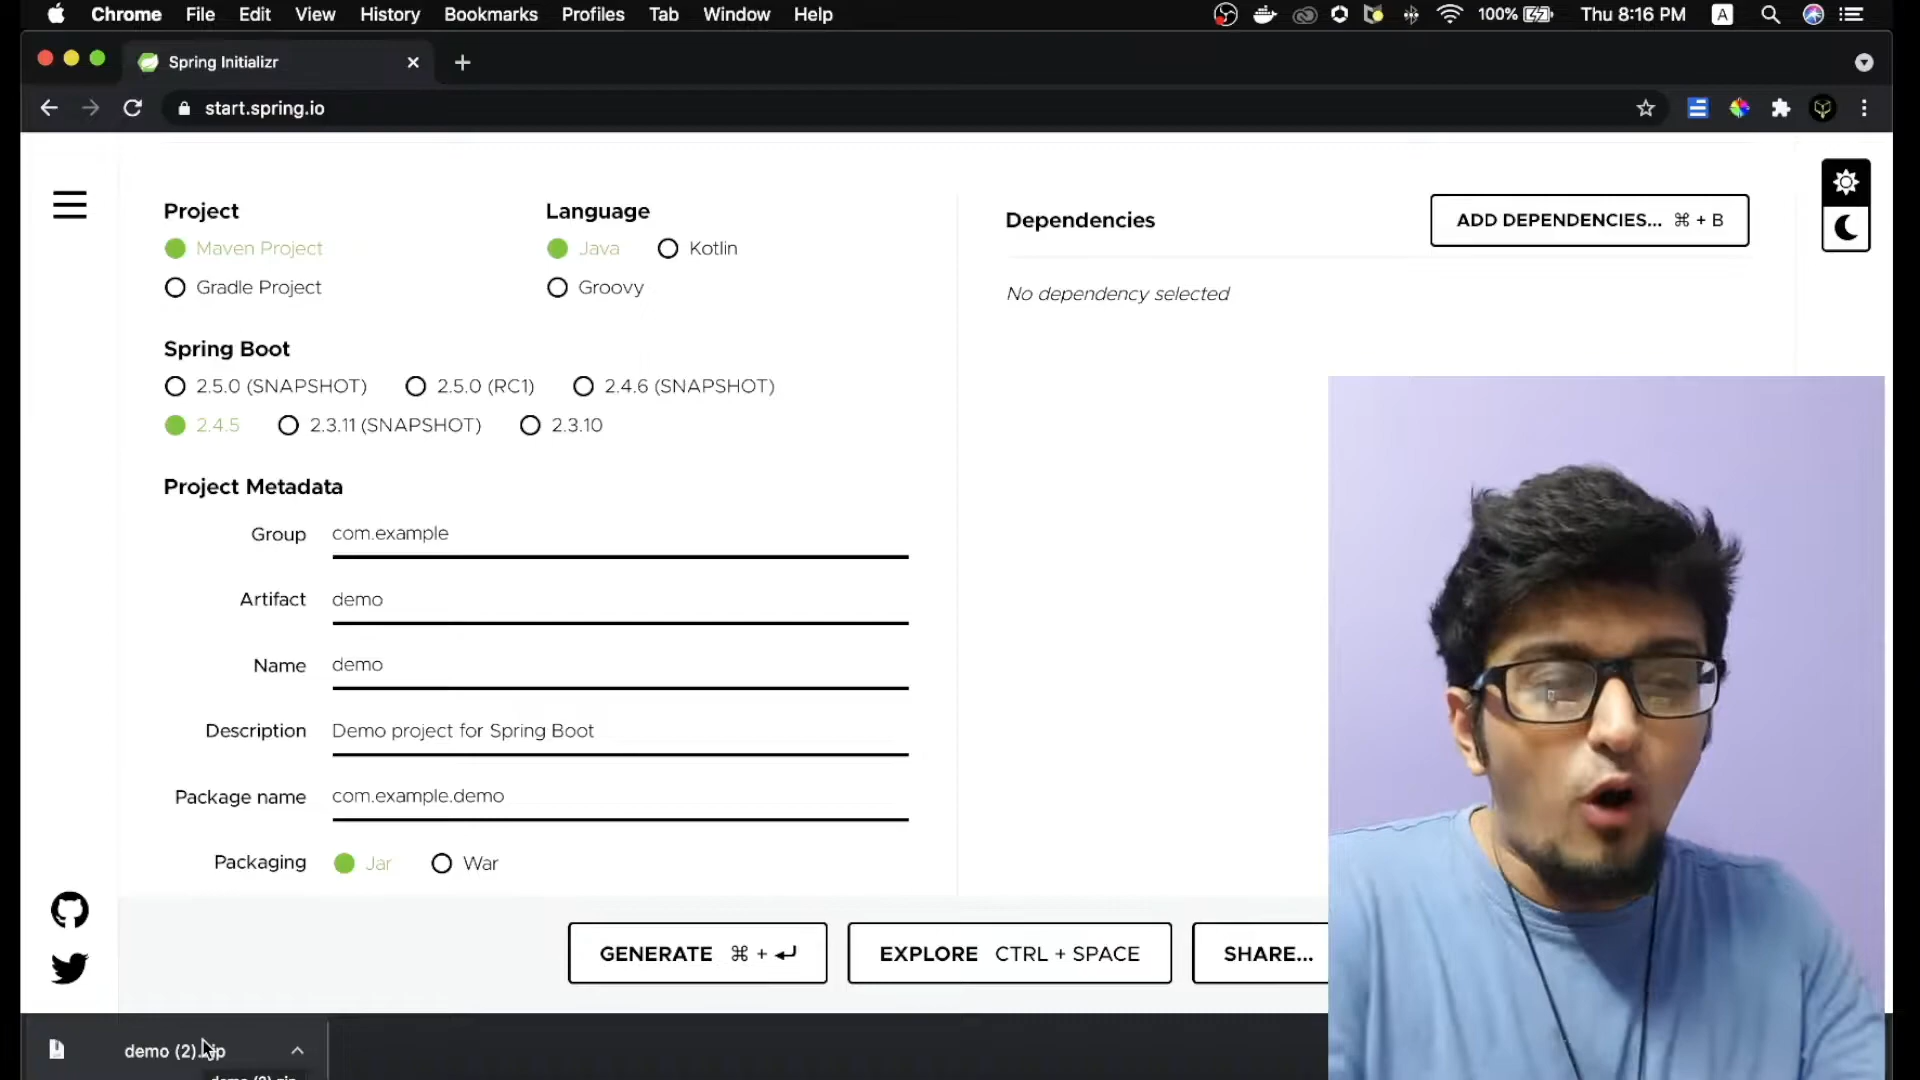 Chrome File Edit View History Bookmarks Profiles Tab Window Help 100% Thu 8:16 PM A
Spring Initializr
start.spring.io
Project Language Dependencies ADD DEPENDENCIES... ⌘ + B
Maven Project Java Kotlin
Gradle Project Groovy No dependency selected
Spring Boot
2.5.0 (SNAPSHOT) 2.5.0 (RC1) 2.4.6 (SNAPSHOT)
2.4.5 2.3.11 (SNAPSHOT) 2.3.10
Project Metadata
Group com.example
Artifact demo
Name demo
Description Demo project for Spring Boot
Package name com.example.demo
Packaging Jar War
GENERATE ⌘ + ↵ EXPLORE CTRL + SPACE SHARE...
demo (2).zip